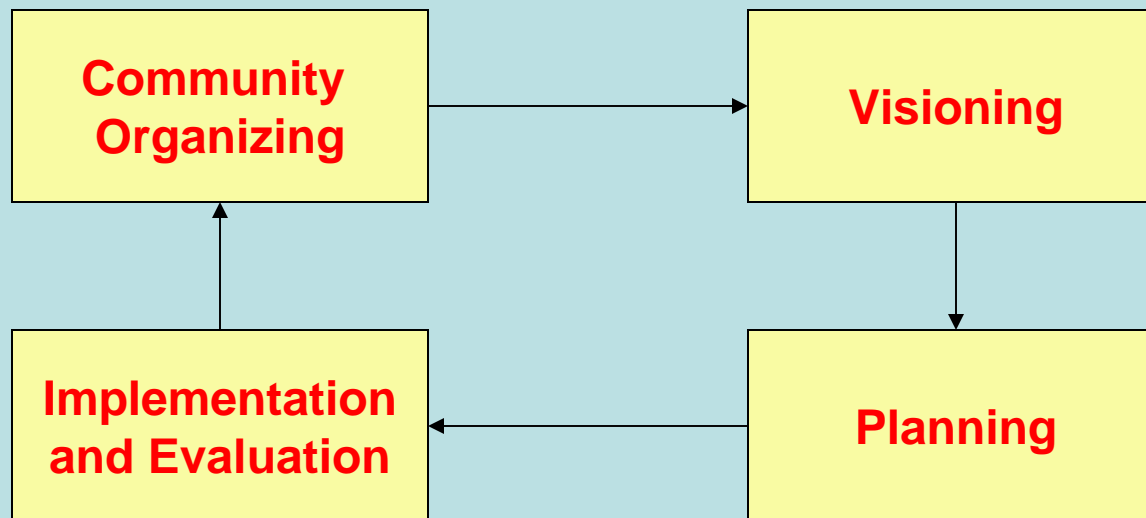 Community
Organizing
Visioning
Implementation
and Evaluation
Planning